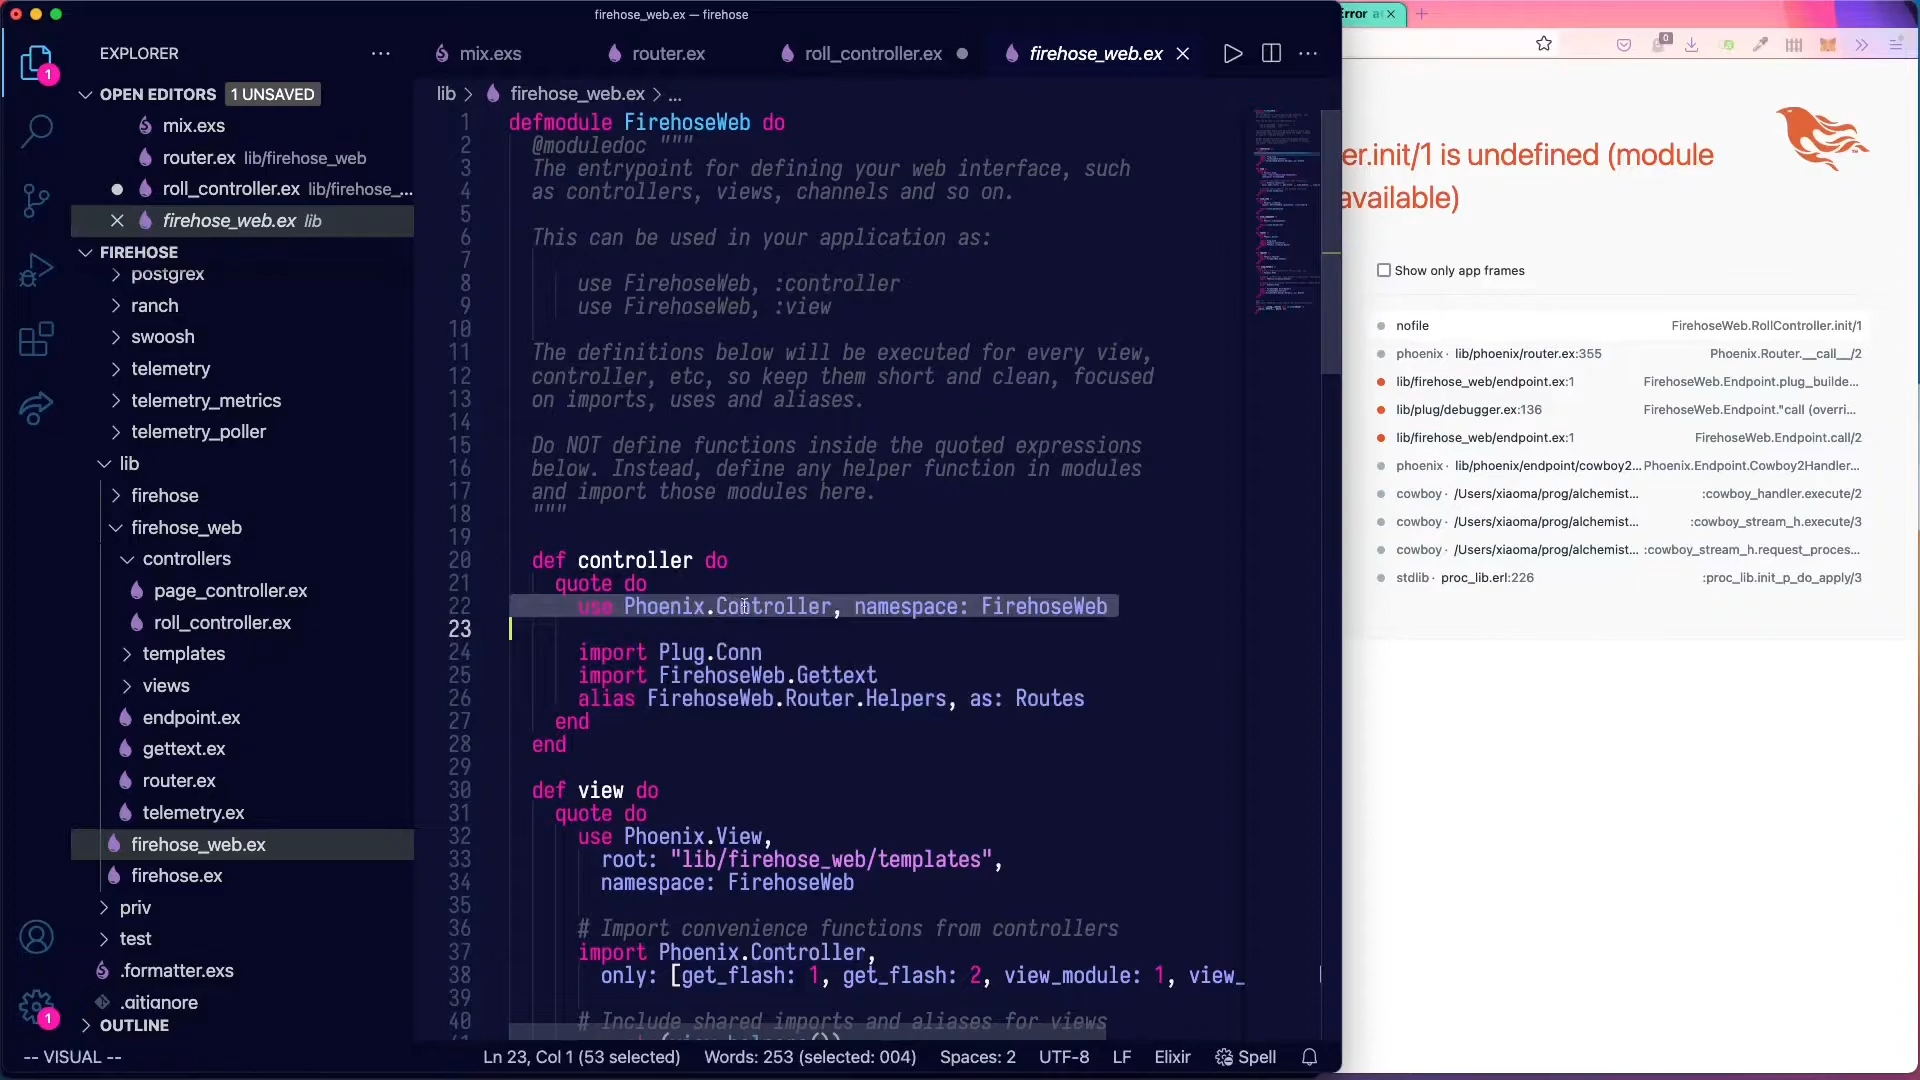 firehose_web.ex — firehose
EXPLORER
OPEN EDITORS 1 UNSAVED
mix.exs
router.ex lib/firehose_web
roll_controller.ex lib/firehose_...
firehose_web.ex lib
FIREHOSE
postgrex
ranch
swoosh
telemetry
telemetry_metrics
telemetry_poller
lib
firehose
firehose_web
controllers
page_controller.ex
roll_controller.ex
templates
views
endpoint.ex
gettext.ex
router.ex
telemetry.ex
firehose_web.ex
firehose.ex
priv
test
.formatter.exs
.gitignore
OUTLINE
1
1
mix.exs router.ex roll_controller.ex firehose_web.ex
lib > firehose_web.ex > ...
1 defmodule FirehoseWeb do
2 @moduledoc """
3 The entrypoint for defining your web interface, such
4 as controllers, views, channels and so on.
5
6 This can be used in your application as:
7
8 use FirehoseWeb, :controller
9 use FirehoseWeb, :view
10
11 The definitions below will be executed for every view,
12 controller, etc, so keep them short and clean, focused
13 on imports, uses and aliases.
14
15 Do NOT define functions inside the quoted expressions
16 below. Instead, define any helper function in modules
17 and import those modules here.
18 """
19
20 def controller do
21 quote do
22 use Phoenix.Controller, namespace: FirehoseWeb
23
24 import Plug.Conn
25 import FirehoseWeb.Gettext
26 alias FirehoseWeb.Router.Helpers, as: Routes
27 end
28 end
29
30 def view do
31 quote do
32 use Phoenix.View,
33 root: "lib/firehose_web/templates",
34 namespace: FirehoseWeb
35
36 # Import convenience functions from controllers
37 import Phoenix.Controller,
38 only: [get_flash: 1, get_flash: 2, view_module: 1, view_
39
40 # Include shared imports and aliases for views
-- VISUAL -- Ln 23, Col 1 (53 selected) Words: 253 (selected: 004) Spaces: 2 UTF-8 LF Elixir Spell
0
er.init/1 is undefined (module
available)
Show only app frames
nofile FirehoseWeb.RollController.init/1
phoenix · lib/phoenix/router.ex:355 Phoenix.Router.__call__/2
lib/firehose_web/endpoint.ex:1 FirehoseWeb.Endpoint.plug_builde...
lib/plug/debugger.ex:136 FirehoseWeb.Endpoint."call (overri...
lib/firehose_web/endpoint.ex:1 FirehoseWeb.Endpoint.call/2
phoenix · lib/phoenix/endpoint/cowboy2... Phoenix.Endpoint.Cowboy2Handler...
cowboy · /Users/xiaoma/prog/alchemist... :cowboy_handler.execute/2
cowboy · /Users/xiaoma/prog/alchemist... :cowboy_stream_h.execute/3
cowboy · /Users/xiaoma/prog/alchemist... :cowboy_stream_h.request_proces...
stdlib · proc_lib.erl:226 :proc_lib.init_p_do_apply/3